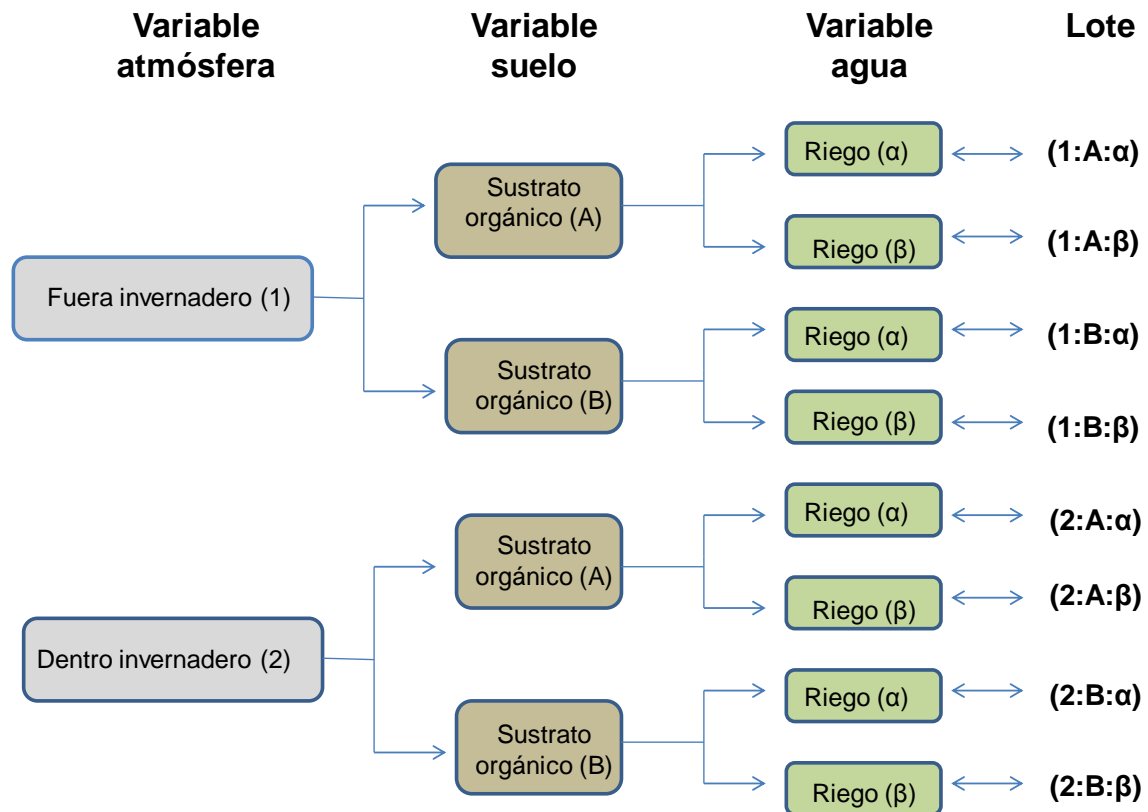 Variable
atmósfera
Variable
suelo
Variable
agua
Lote
Fuera invernadero (1)
Sustrato
orgánico (A)
Riego (α)
(1:A:α)
Riego (β)
(1:A:β)
Sustrato
orgánico (B)
Riego (α)
(1:B:α)
Riego (β)
(1:B:β)
Dentro invernadero (2)
Sustrato
orgánico (A)
Riego (α)
(2:A:α)
Riego (β)
(2:A:β)
Sustrato
orgánico (B)
Riego (α)
(2:B:α)
Riego (β)
(2:B:β)